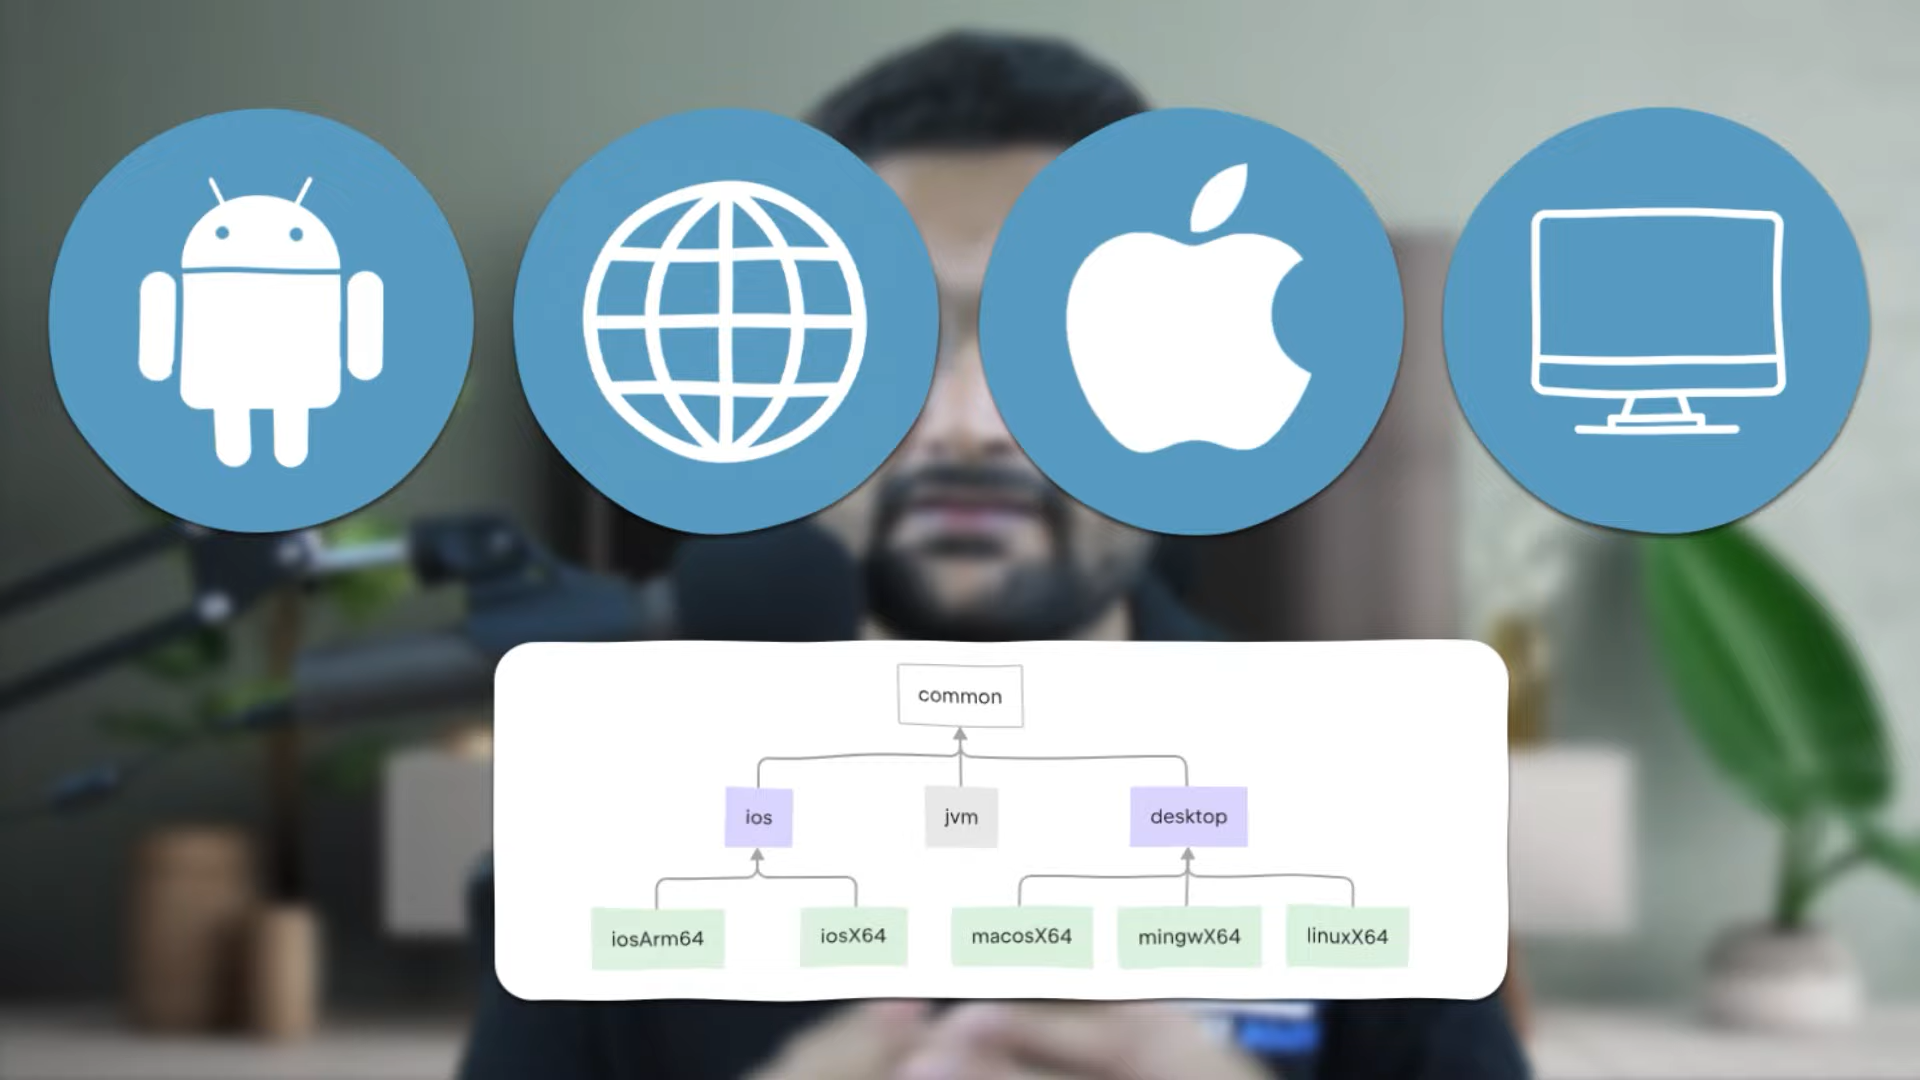 common
ios
jvm
desktop
iosArm64
iosX64
macosX64
mingwX64
linuxX64